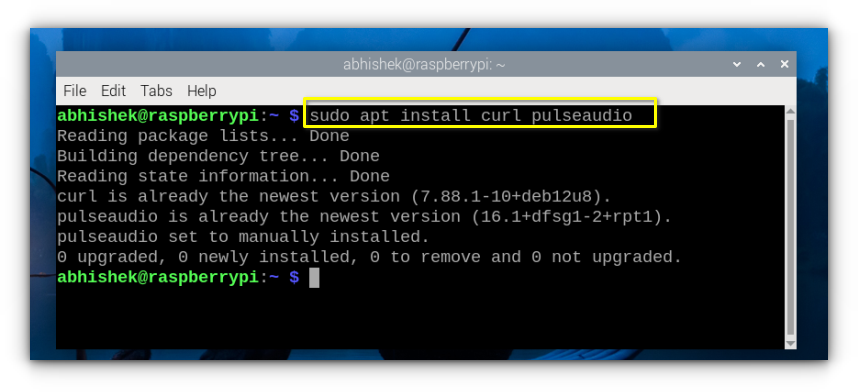 abhishek@raspberrypi: ~
File Edit Tabs Help
abhishek@raspberrypi:~ $ sudo apt install curl pulseaudio
Reading package lists... Done
Building dependency tree... Done
Reading state information... Done
curl is already the newest version (7.88.1-10+deb12u8).
pulseaudio is already the newest version (16.1+dfsg1-2+rpt1).
pulseaudio set to manually installed.
0 upgraded, 0 newly installed, 0 to remove and 0 not upgraded.
abhishek@raspberrypi:~ $